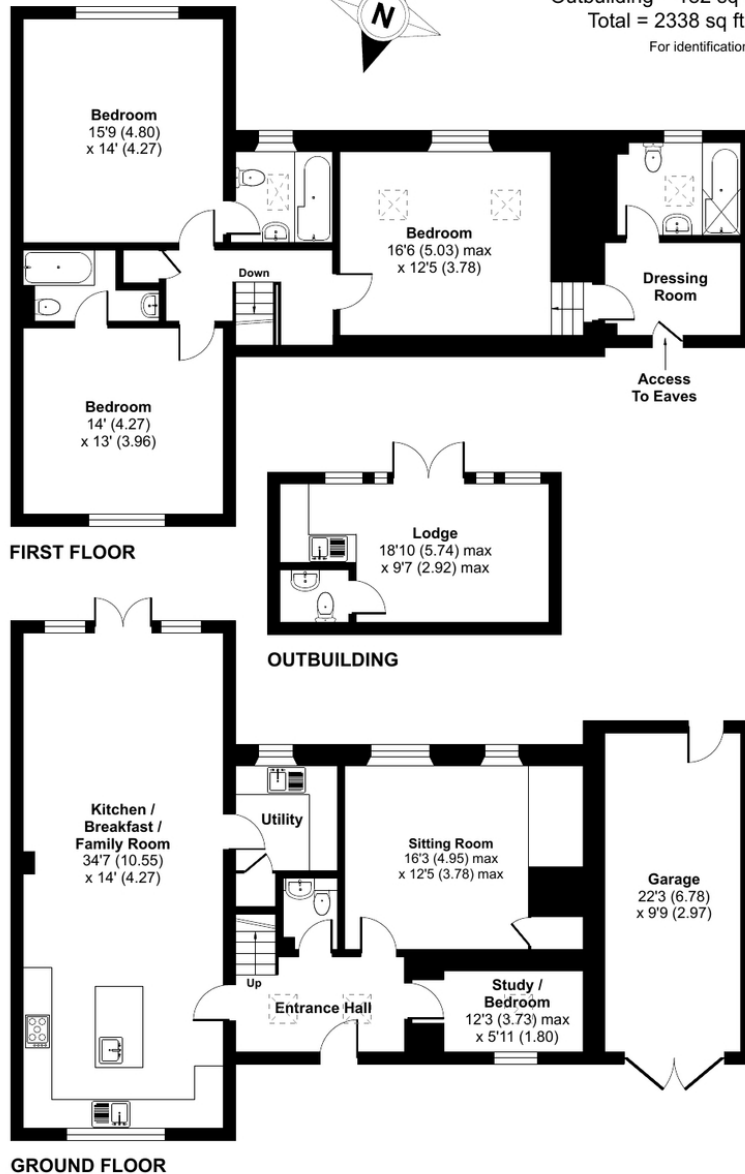 N
Total = 2338 sq ft
For identification
Bedroom
15'9 (4.80)
x 14' (4.27)
Bedroom
16'6 (5.03) max
x 12'5 (3.78)
Down
Dressing
Room
Access
To Eaves
Bedroom
14' (4.27)
x 13' (3.96)
FIRST FLOOR
Lodge
18'10 (5.74) max
x 9'7 (2.92) max
OUTBUILDING
Kitchen /
Breakfast /
Family Room
34'7 (10.55)
x 14' (4.27)
Utility
Sitting Room
16'3 (4.95) max
x 12'5 (3.78) max
Garage
22'3 (6.78)
x 9'9 (2.97)
Up
Entrance Hall
Study /
Bedroom
12'3 (3.73) max
x 5'11 (1.80)
GROUND FLOOR